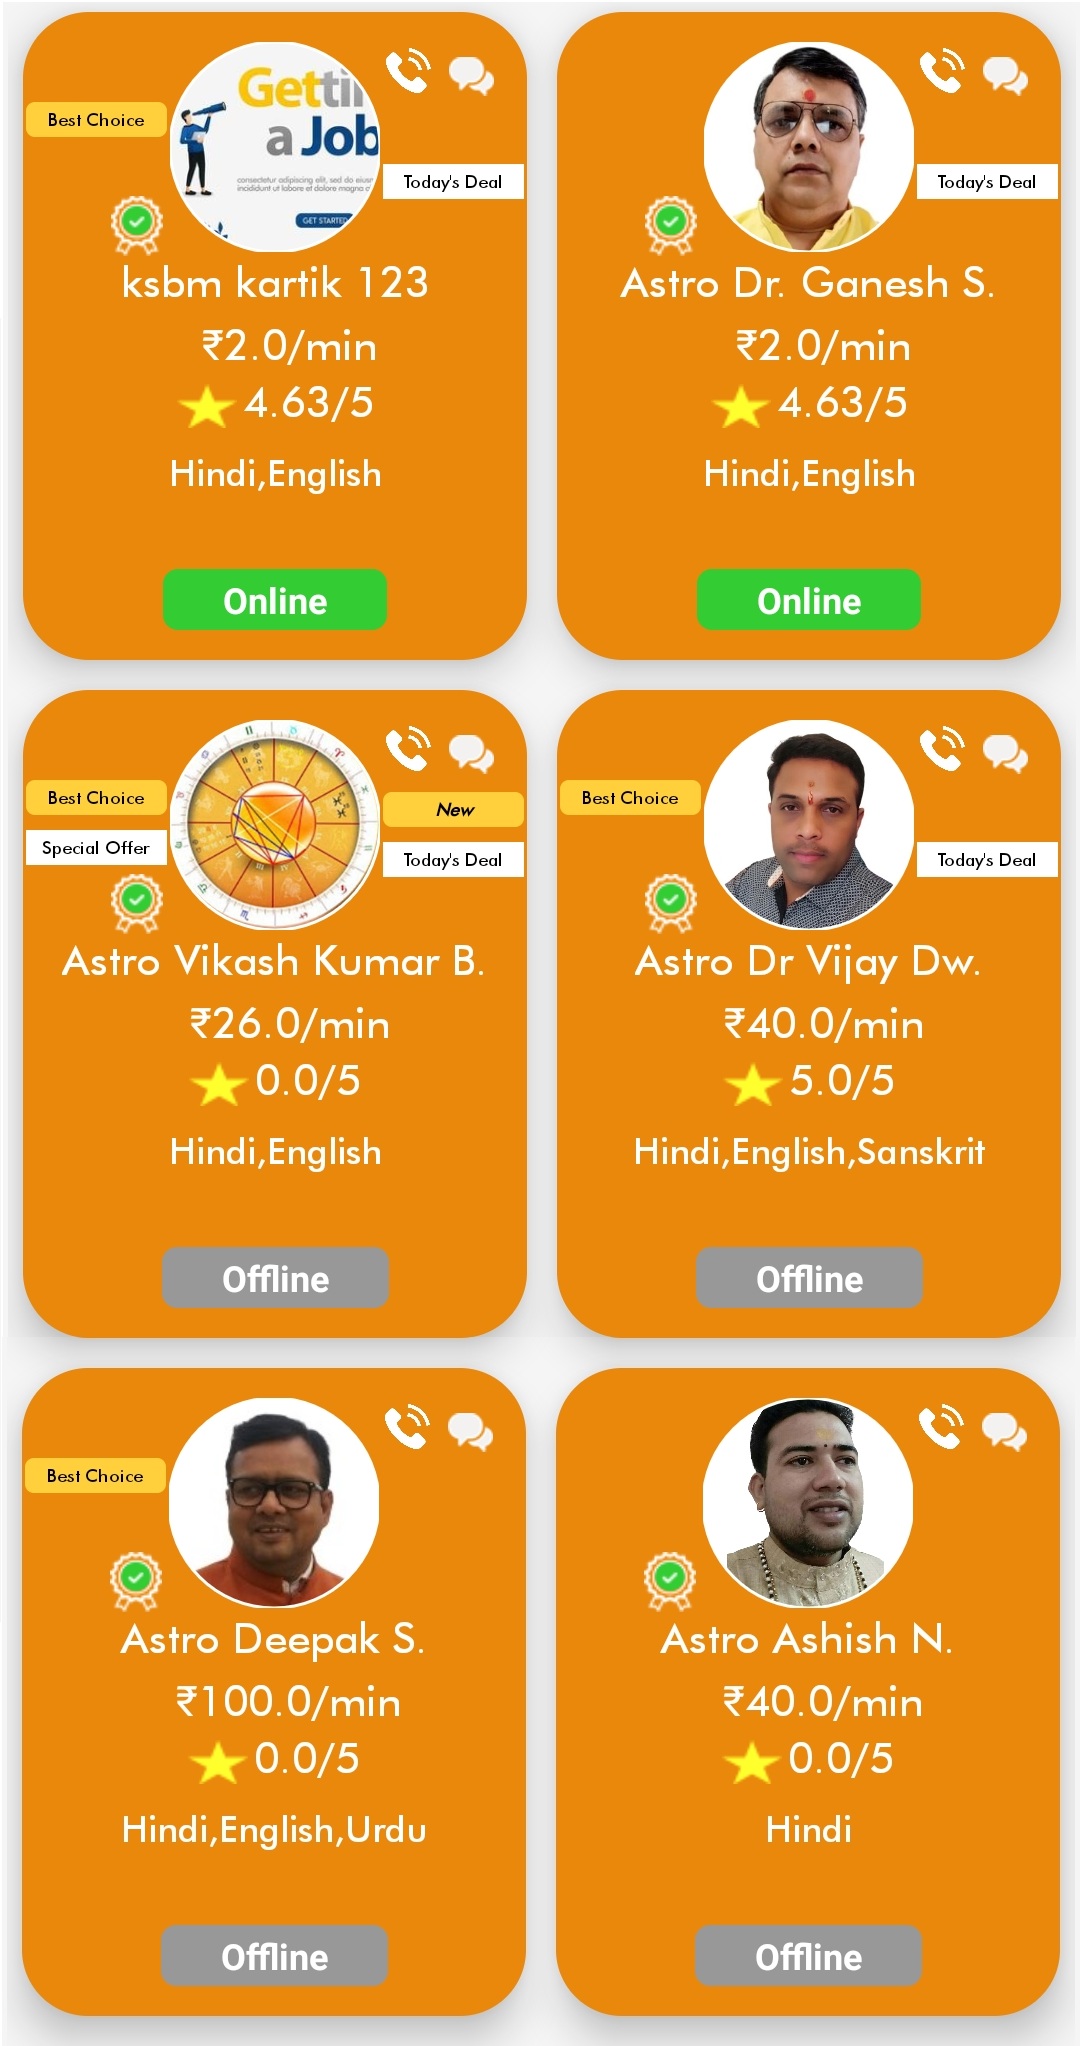 Getti
a Job
consectetur adipiscing elit, sed do eiusm
incididunt ut labore et dolore magna
GET STARTED
Best Choice
Today's Deal
ksbm kartik 123
₹2.0/min
4.63/5
Hindi,English
Online
Today's Deal
Astro Dr. Ganesh S.
₹2.0/min
4.63/5
Hindi,English
Online
Best Choice
Special Offer
New
Today's Deal
Astro Vikash Kumar B.
₹26.0/min
0.0/5
Hindi,English
Offline
Best Choice
Today's Deal
Astro Dr Vijay Dw.
₹40.0/min
5.0/5
Hindi,English,Sanskrit
Offline
Best Choice
Astro Deepak S.
₹100.0/min
0.0/5
Hindi,English,Urdu
Offline
Astro Ashish N.
₹40.0/min
0.0/5
Hindi
Offline